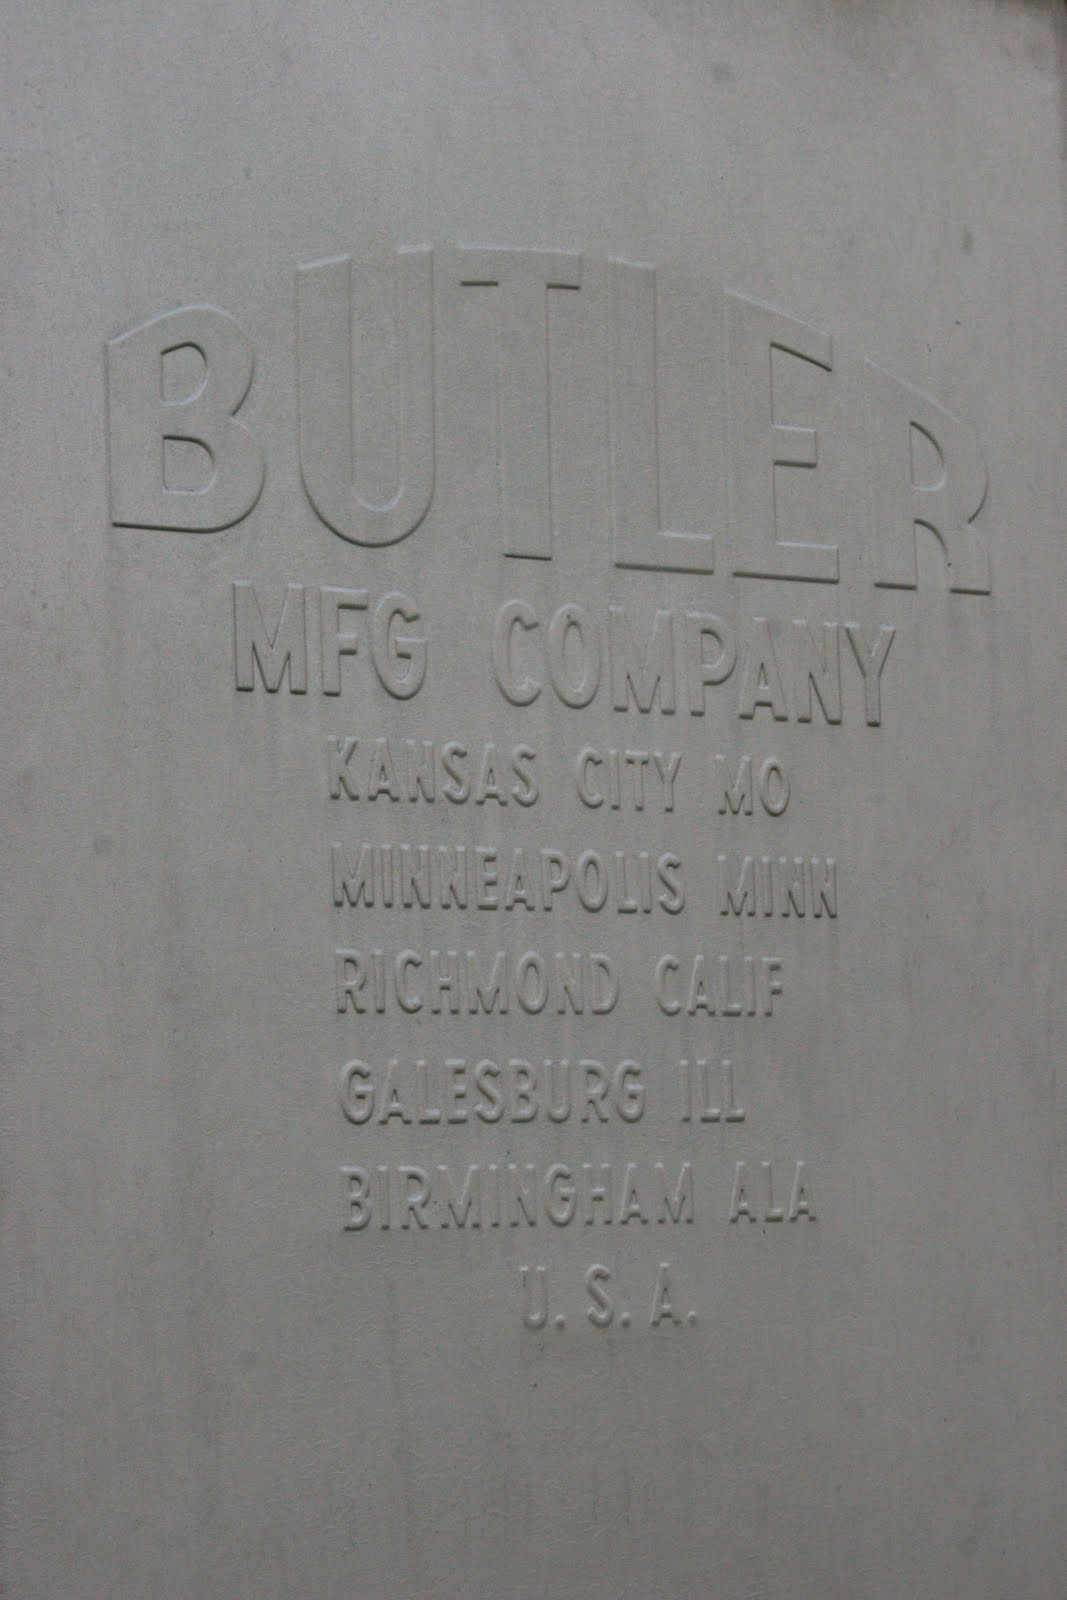 BUTLER
MFG COMPANY
KANSAS CITY MO
MINNEAPOLIS MINN
RICHMOND CALIF
GALESBURG ILL
BIRMINGHAM ALA
U. S. A.